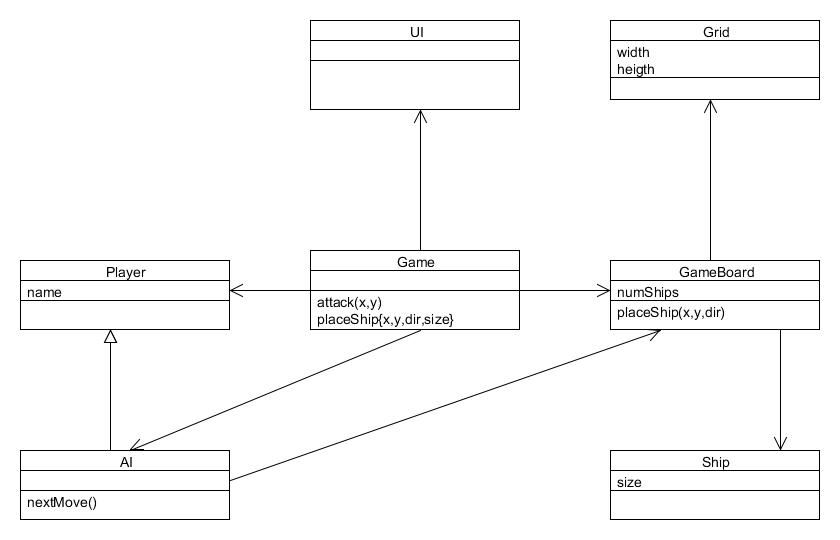 UI
Grid
width
heigth
Player
name
Game
attack(x,y)
placeShip{x,y,dir,size}
GameBoard
numShips
placeShip(x,y,dir)
AI
nextMove()
Ship
size